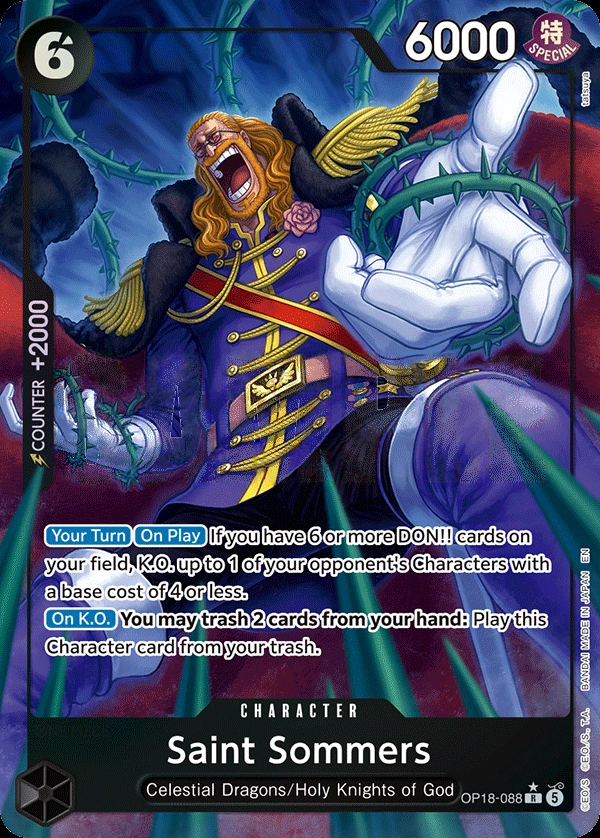 6
6000
特
SPECIAL
tatsuya
COUNTER +2000
Your Turn On Play If you have 6 or more DON!! cards on
your field, K.O. up to 1 of your opponent's Characters with
a base cost of 4 or less.
On K.O. You may trash 2 cards from your hand: Play this
Character card from your trash.
CHARACTER
Saint Sommers
Celestial Dragons/Holy Knights of God
OP18-088 R 5
©ED/S ©E.O./S., T.A. BANDAI MADE IN JAPAN EN